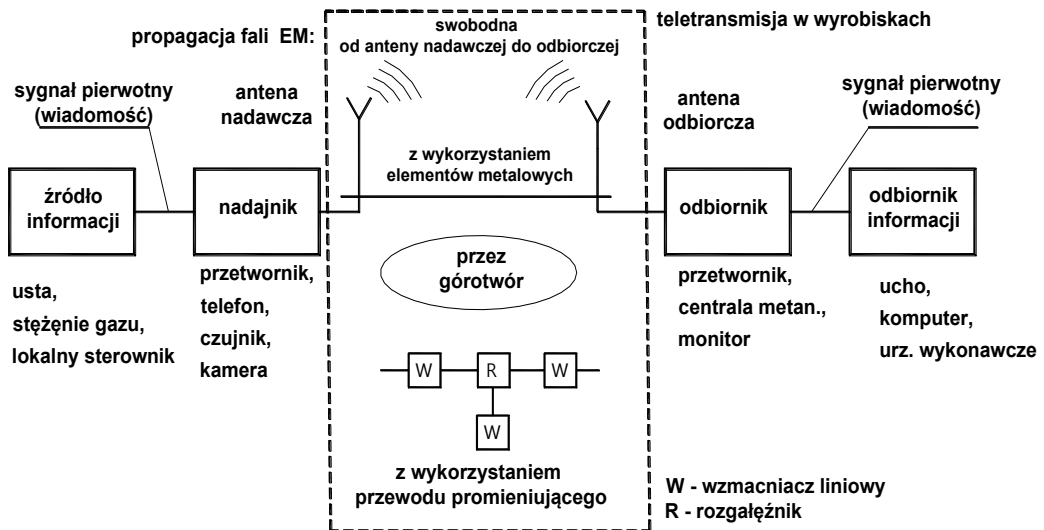 propagacja fali EM:
swobodna
od anteny nadawczej do odbiorczej
teletransmisja w wyrobiskach
sygnał pierwotny
(wiadomość)
antena
nadawcza
antena
odbiorcza
sygnał pierwotny
(wiadomość)
z wykorzystaniem
elementów metalowych
źródło
informacji
nadajnik
odbiornik
odbiornik
informacji
przez
górotwór
usta,
stężęnie gazu,
lokalny sterownik
przetwornik,
telefon,
czujnik,
kamera
przetwornik,
centrala metan.,
monitor
ucho,
komputer,
urz. wykonawcze
W R W
W
z wykorzystaniem
przewodu promieniującego
W - wzmacniacz liniowy
R - rozgałęźnik